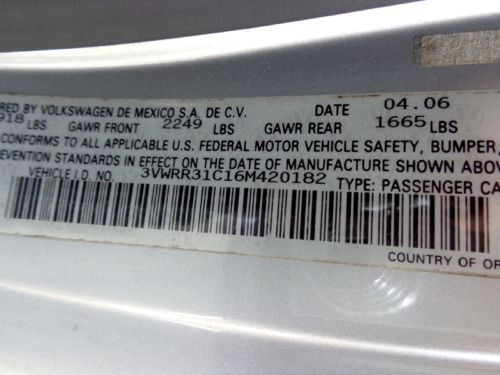 RED BY VOLKSWAGEN DE MEXICO S.A. DE C.V. DATE 04.06
918 LBS GAWR FRONT 2249 LBS GAWR REAR 1665 LBS
CONFORMS TO ALL APPLICABLE U.S. FEDERAL MOTOR VEHICLE SAFETY, BUMPER,
EVENTION STANDARDS IN EFFECT ON THE DATE OF MANUFACTURE SHOWN ABOV
VEHICLE I.D. NO. 3VWRR31C16M420182 TYPE: PASSENGER CA
COUNTRY OF OR